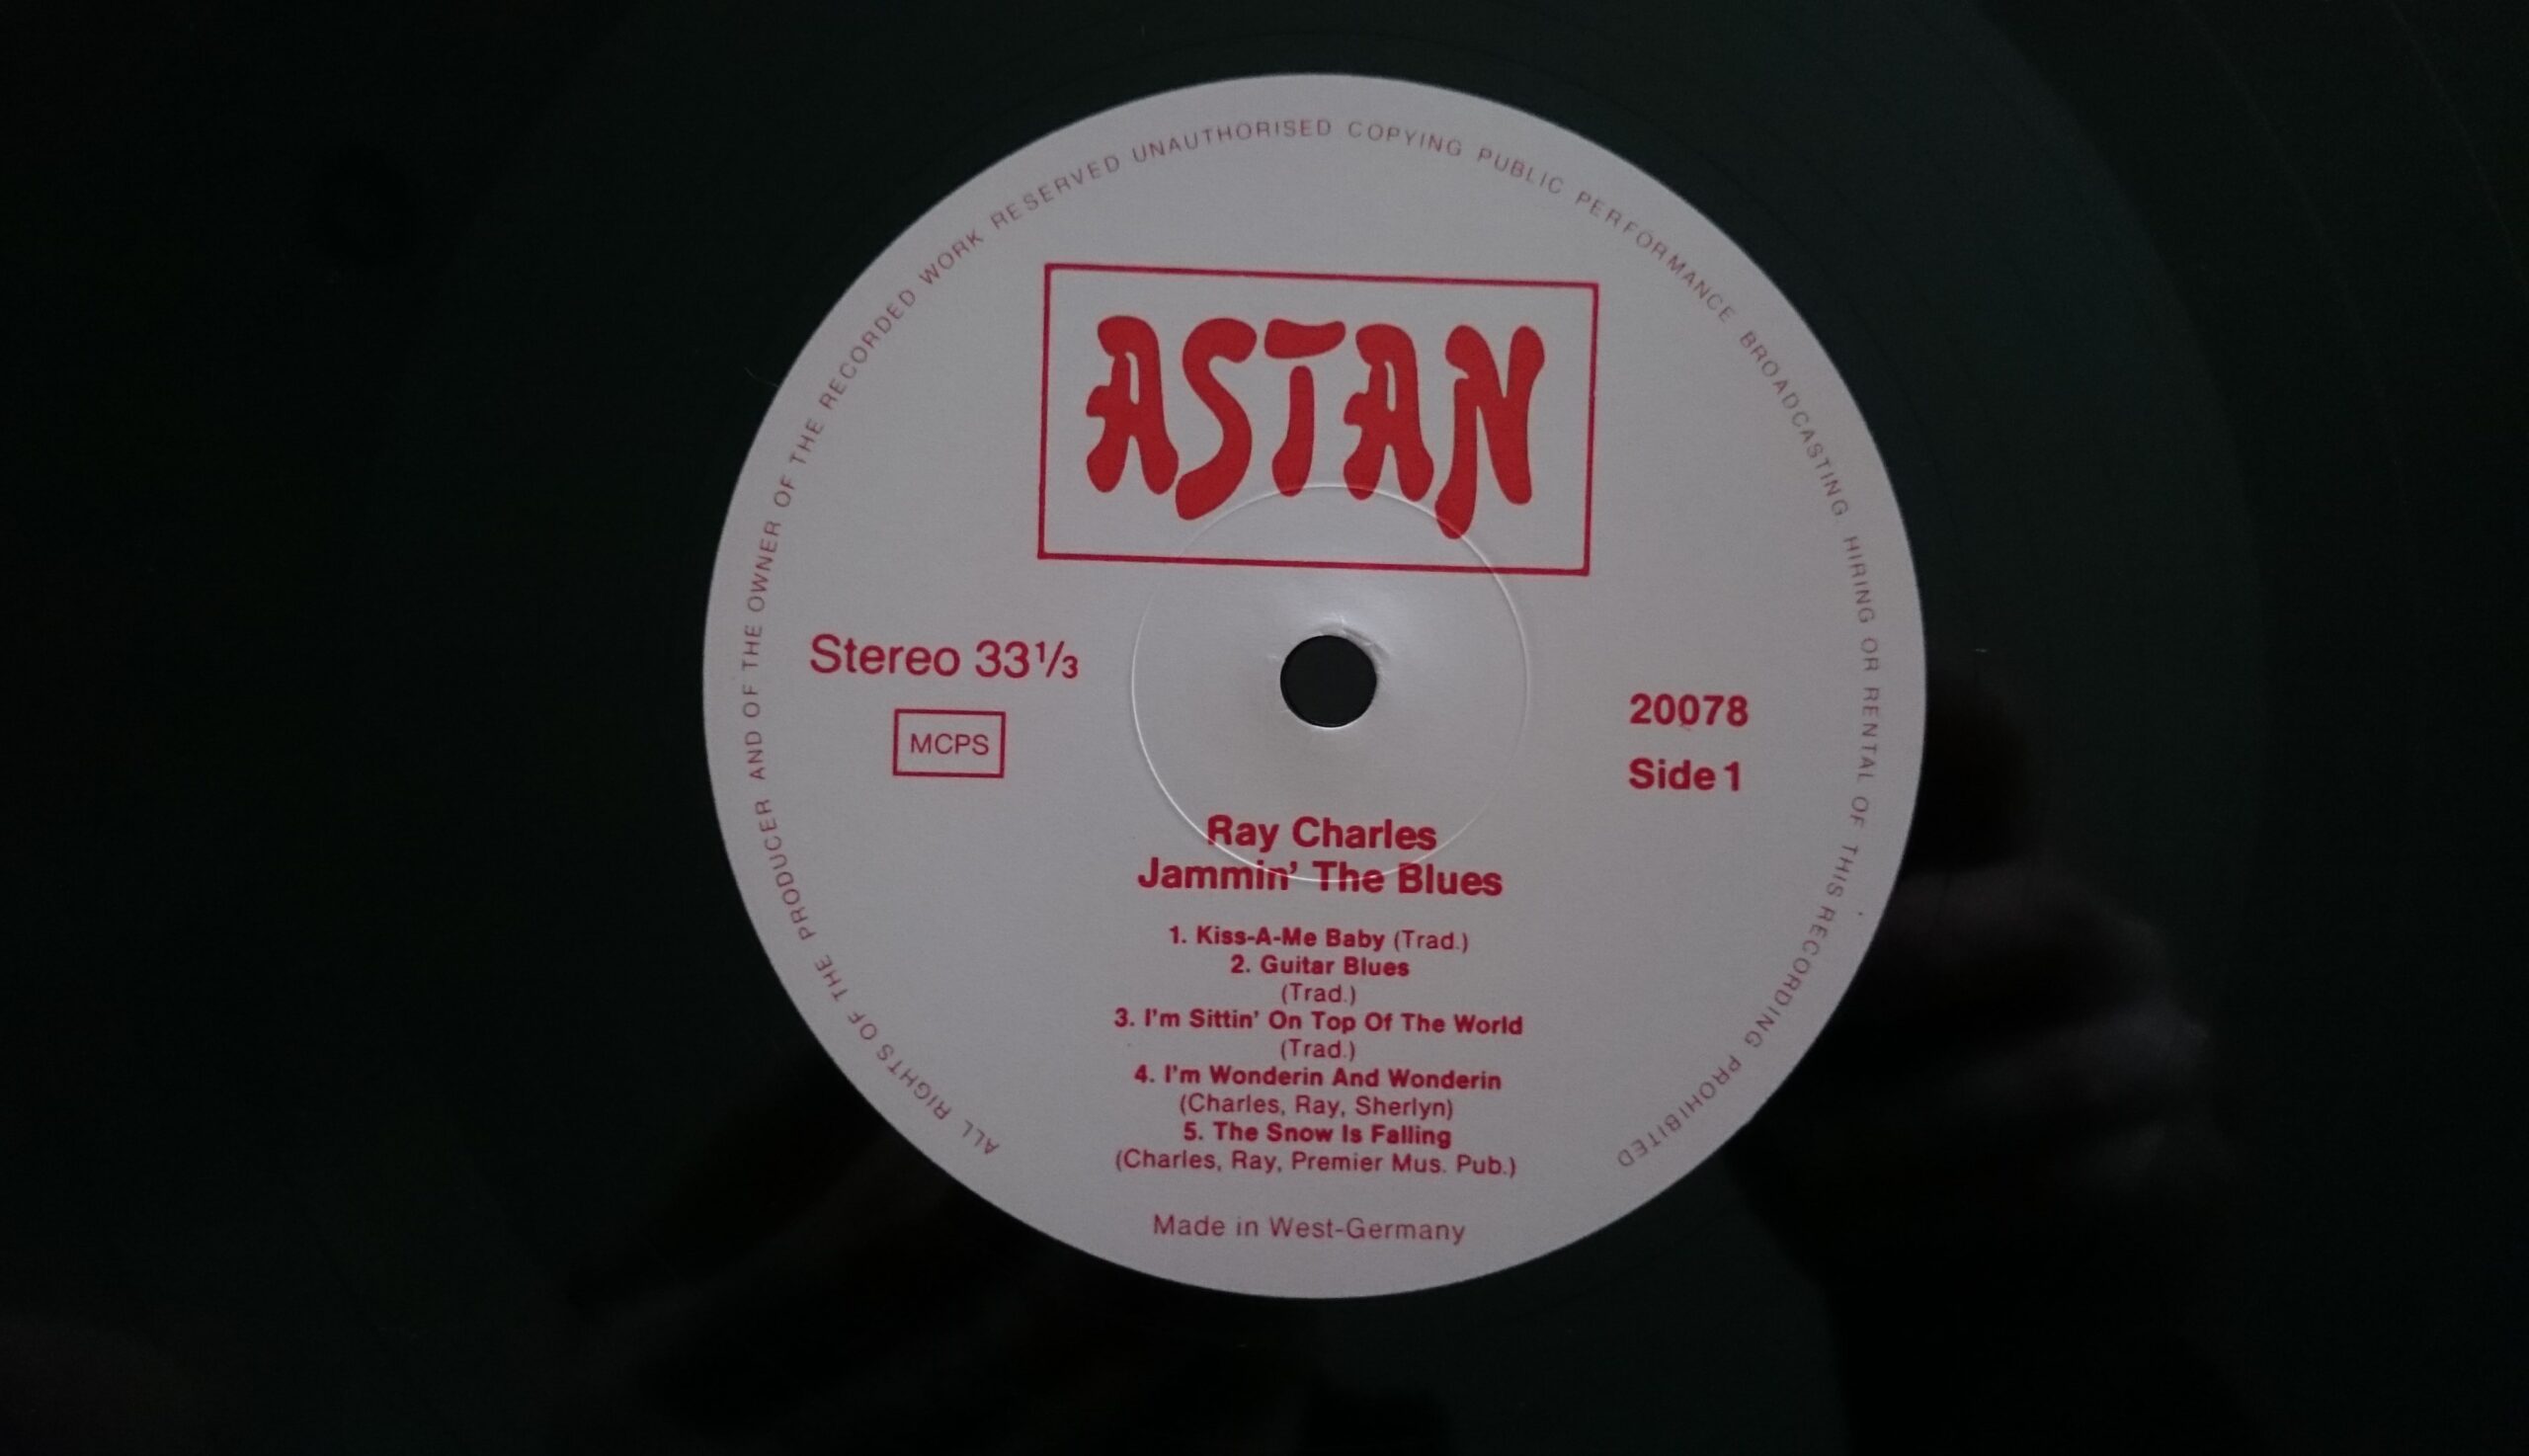 ALL RIGHTS OF THE PRODUCER AND OF THE OWNER OF THE RECORDED WORK RESERVED UNAUTHORISED COPYING PUBLIC PERFORMANCE BROADCASTING HIRING OR RENTAL OF THIS RECORDING PROHIBITED
ASTAN
Stereo 33⅓
MCPS
20078
Side 1
Ray Charles
Jammin' The Blues
1. Kiss-A-Me Baby (Trad.)
2. Guitar Blues
(Trad.)
3. I'm Sittin' On Top Of The World
(Trad.)
4. I'm Wonderin And Wonderin
(Charles, Ray, Sherlyn)
5. The Snow Is Falling
(Charles, Ray, Premier Mus. Pub.)
Made in West-Germany